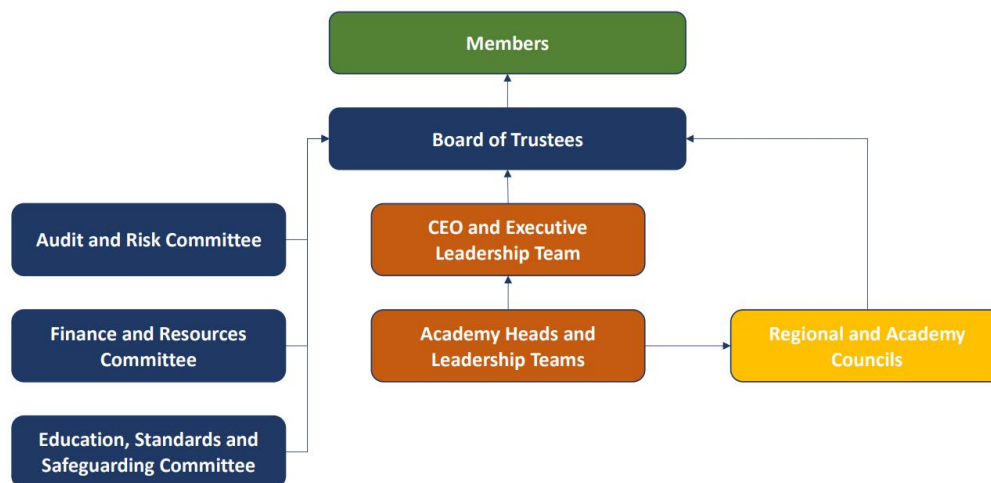 Members
Board of Trustees
Audit and Risk Committee
CEO and Executive
Leadership Team
Finance and Resources
Committee
Academy Heads and
Leadership Teams
Regional and Academy
Councils
Education, Standards and
Safeguarding Committee